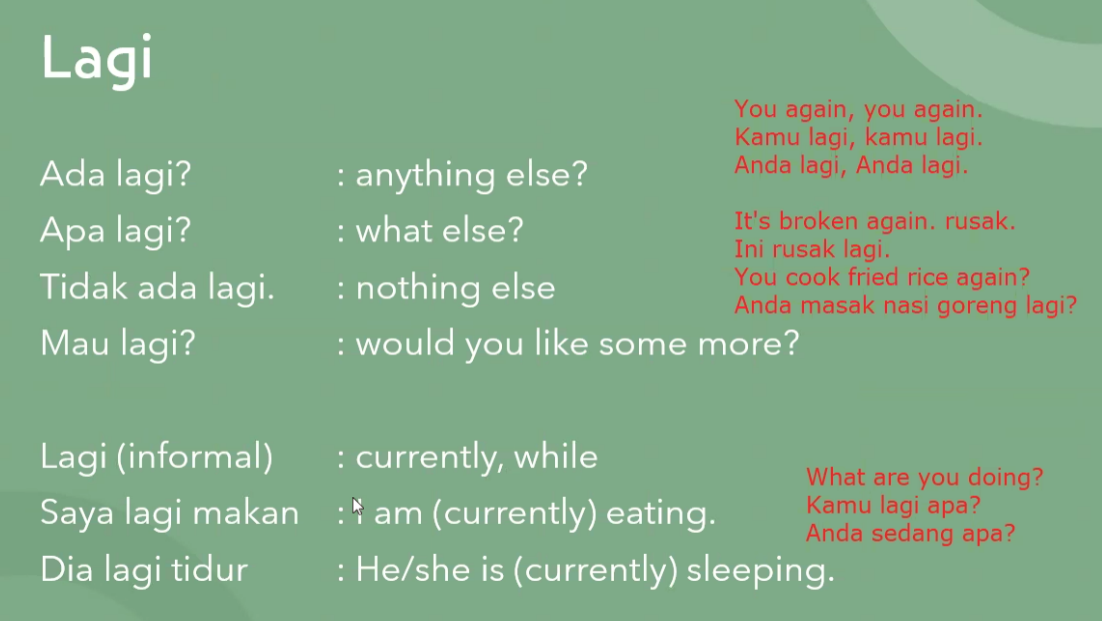 Lagi
Ada lagi? : anything else?
Apa lagi? : what else?
Tidak ada lagi. : nothing else
Mau lagi? : would you like some more?
Lagi (informal) : currently, while
Saya lagi makan : I am (currently) eating.
Dia lagi tidur : He/she is (currently) sleeping.
You again, you again.
Kamu lagi, kamu lagi.
Anda lagi, Anda lagi.
It's broken again. rusak.
Ini rusak lagi.
You cook fried rice again?
Anda masak nasi goreng lagi?
What are you doing?
Kamu lagi apa?
Anda sedang apa?